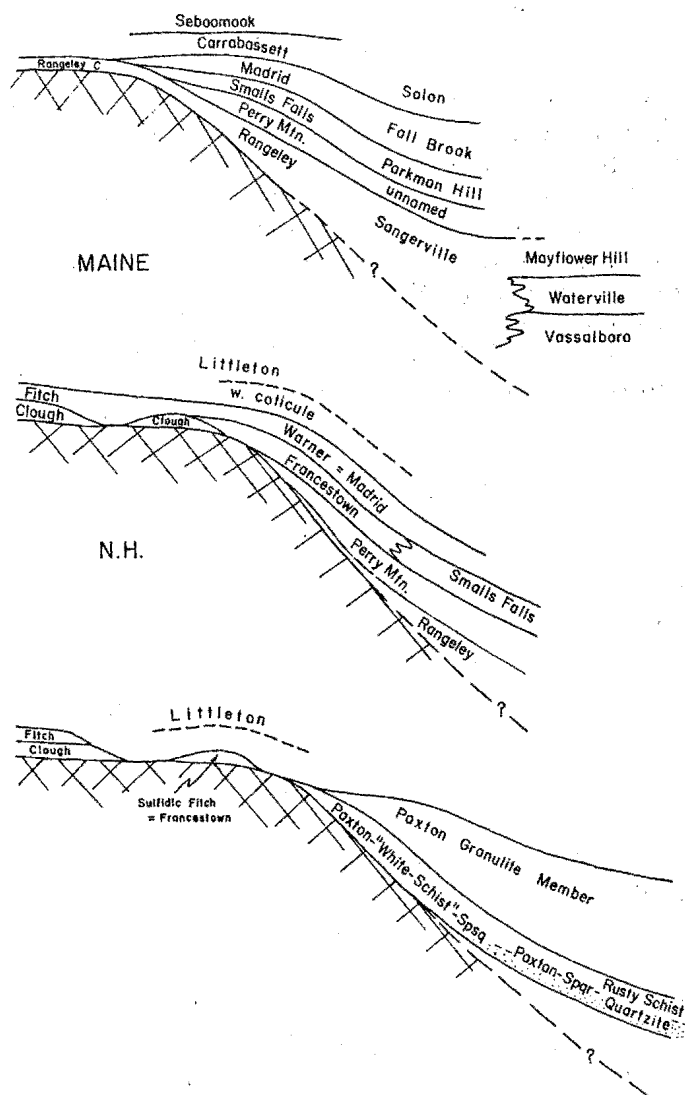 Seboomook
Carrabassett
Rangeley C
Madrid
Solon
Smalls Falls
Fall Brook
Perry Mtn.
Parkman Hill
Rangeley
unnamed
Sangerville
MAINE
?
Mayflower Hill
Waterville
Vassalboro
Littleton
w. coticule
Fitch
Clough
Clough
Warner = Madrid
Francestown
N.H.
Perry Mtn.
Smalls Falls
Rangeley
?
Littleton
Fitch
Clough
Sulfidic Fitch
= Francestown
Paxton Granulite Member
Paxton-"White-Schist"-Spsq
Paxton-Spqr-
Rusty Schist
Quartzite
?